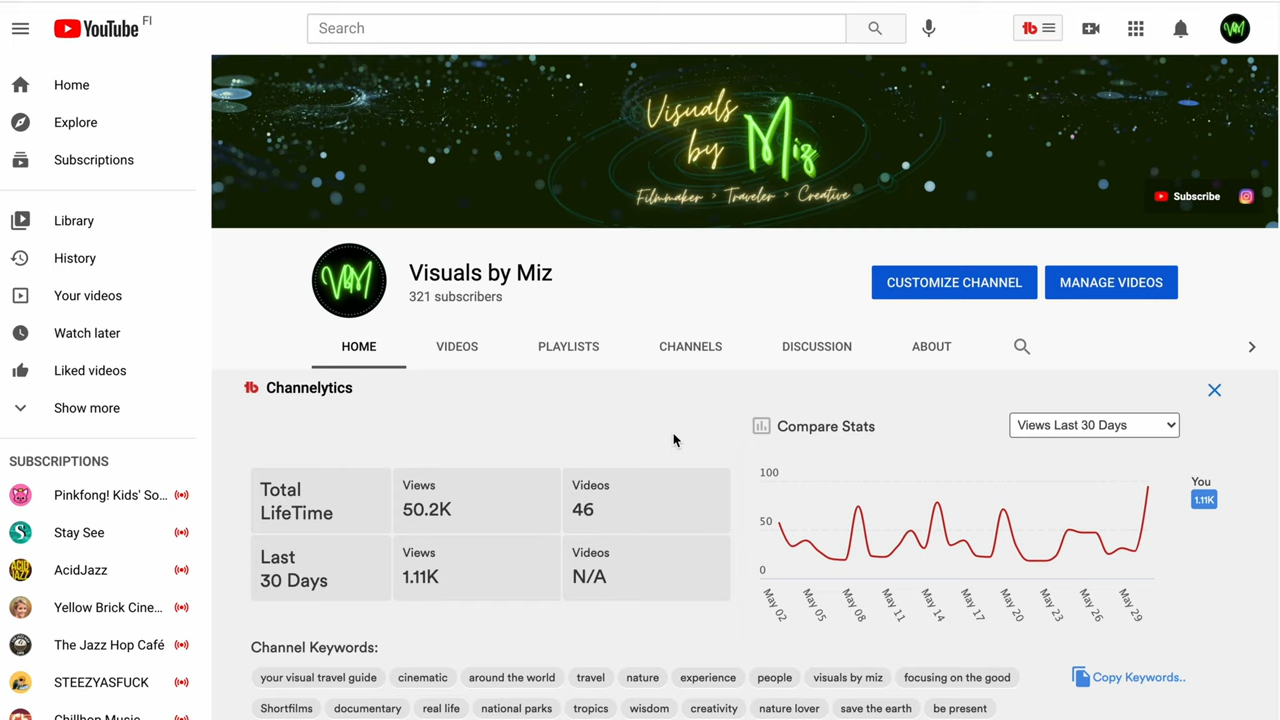 YouTube FI
Search
tb
Home
Explore
Subscriptions
Library
History
Your videos
Watch later
Liked videos
Show more
SUBSCRIPTIONS
Pinkfong! Kids' So...
Stay See
AcidJazz
Yellow Brick Cine...
The Jazz Hop Café
STEEZYASFUCK
Chillhop Music
Visuals
by Miz
Filmmaker > Traveler > Creative
Subscribe
VBM
Visuals by Miz
321 subscribers
CUSTOMIZE CHANNEL
MANAGE VIDEOS
HOME VIDEOS PLAYLISTS CHANNELS DISCUSSION ABOUT
tb Channelytics
Compare Stats
Views Last 30 Days
Total LifeTime
Views
50.2K
Videos
46
Last 30 Days
Views
1.11K
Videos
N/A
100
50
0
May 02 May 05 May 08 May 11 May 14 May 17 May 20 May 23 May 26 May 29
You
1.11K
Channel Keywords:
your visual travel guide cinematic around the world travel nature experience people visuals by miz focusing on the good
Copy Keywords..
Shortfilms documentary real life national parks tropics wisdom creativity nature lover save the earth be present